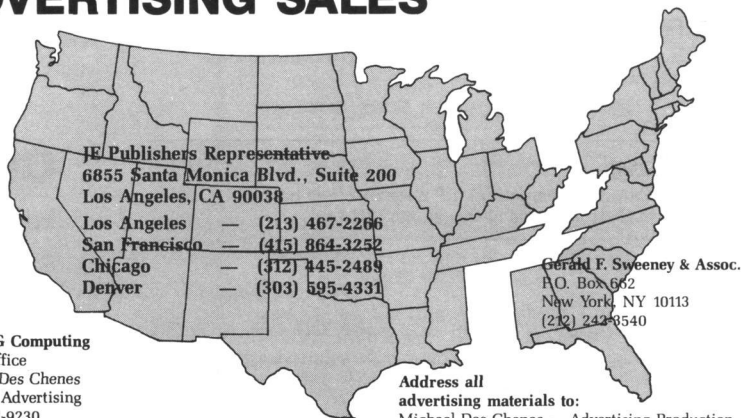 VERTISING SALES
JE Publishers Representative
6855 Santa Monica Blvd., Suite 200
Los Angeles, CA 90038
Los Angeles — (213) 467-2266
San Francisco — (415) 864-3252
Chicago — (312) 445-2489
Denver — (303) 595-4331
Gerald F. Sweeney & Assoc.
P.O. Box 662
New York, NY 10113
(212) 242-3540
G Computing
ffice
Des Chenes
Advertising
-9230
Address all
advertising materials to:
Michael Des Chenes — Advertising Production